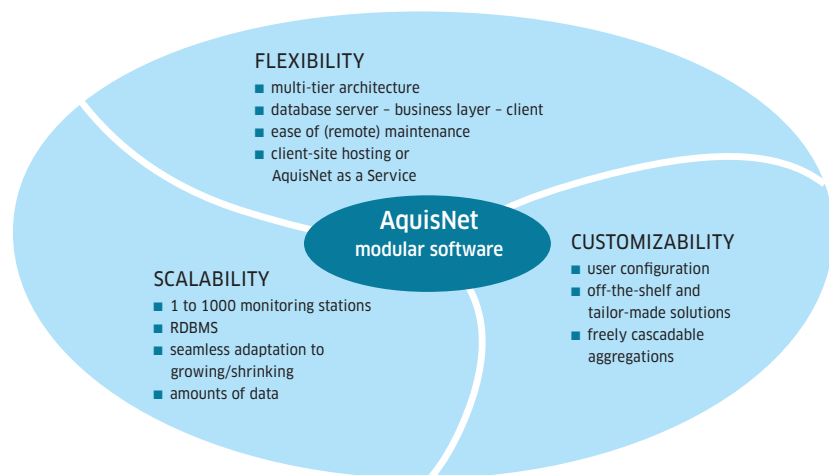 FLEXIBILITY
■ multi-tier architecture
■ database server – business layer – client
■ ease of (remote) maintenance
■ client-site hosting or
AquisNet as a Service
AquisNet
modular software
CUSTOMIZABILITY
■ user configuration
■ off-the-shelf and
tailor-made solutions
■ freely cascadable
aggregations
SCALABILITY
■ 1 to 1000 monitoring stations
■ RDBMS
■ seamless adaptation to
growing/shrinking
■ amounts of data